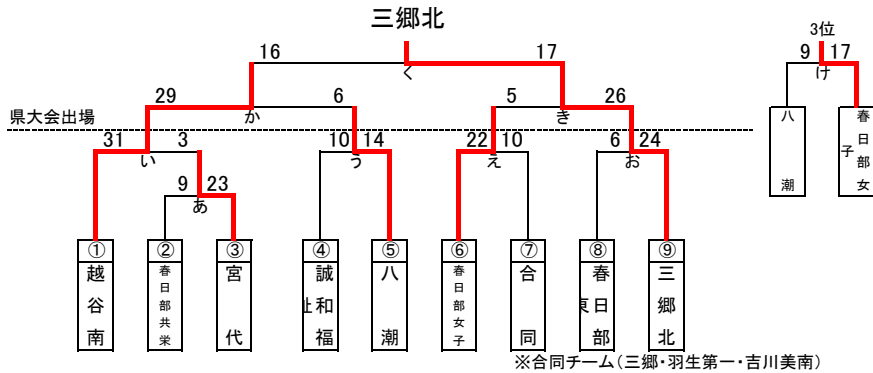 三郷北
3位
16 17
く
9 17
け
29 6
か
5 26
き
県大会出場
31 3
い
10 14
う
22 10
え
6 24
お
9 23
あ
八潮
春日部女子
① ② ③ ④ ⑤ ⑥ ⑦ ⑧ ⑨
越谷南
春日部共栄
宮代
誠和福祉
八潮
春日部女子
合同
春日部東
三郷北
※合同チーム(三郷・羽生第一・吉川美南)